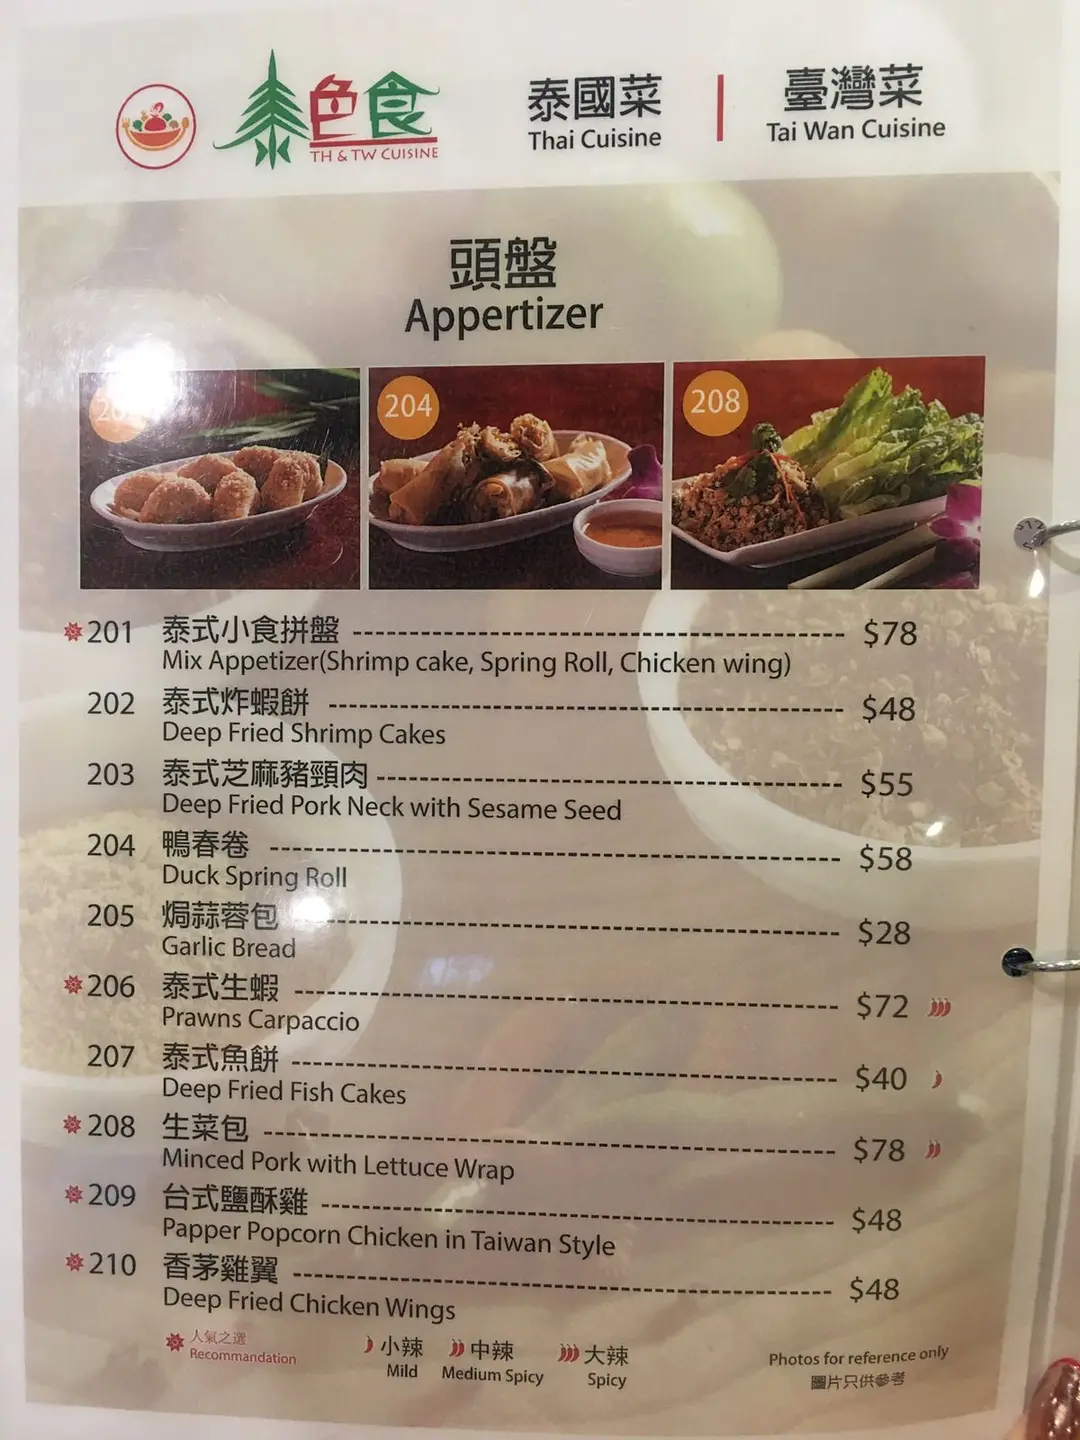 泰色食
TH & TW CUISINE
泰國菜
Thai Cuisine
臺灣菜
Tai Wan Cuisine
頭盤
Appertizer
204
208
201 泰式小食拼盤 $78
Mix Appetizer(Shrimp cake, Spring Roll, Chicken wing)
202 泰式炸蝦餅 $48
Deep Fried Shrimp Cakes
203 泰式芝麻豬頸肉 $55
Deep Fried Pork Neck with Sesame Seed
204 鴨春卷 $58
Duck Spring Roll
205 焗蒜蓉包 $28
Garlic Bread
206 泰式生蝦 $72
Prawns Carpaccio
207 泰式魚餅 $40
Deep Fried Fish Cakes
208 生菜包 $78
Minced Pork with Lettuce Wrap
209 台式鹽酥雞 $48
Papper Popcorn Chicken in Taiwan Style
210 香茅雞翼 $48
Deep Fried Chicken Wings
人氣之選
Recommandation
小辣
Mild
中辣
Medium Spicy
大辣
Spicy
Photos for reference only
圖片只供參考